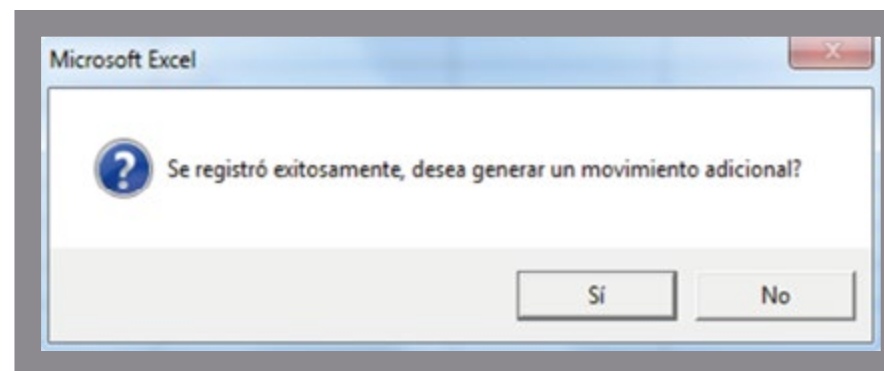 Microsoft Excel
Se registró exitosamente, desea generar un movimiento adicional?
Sí
No